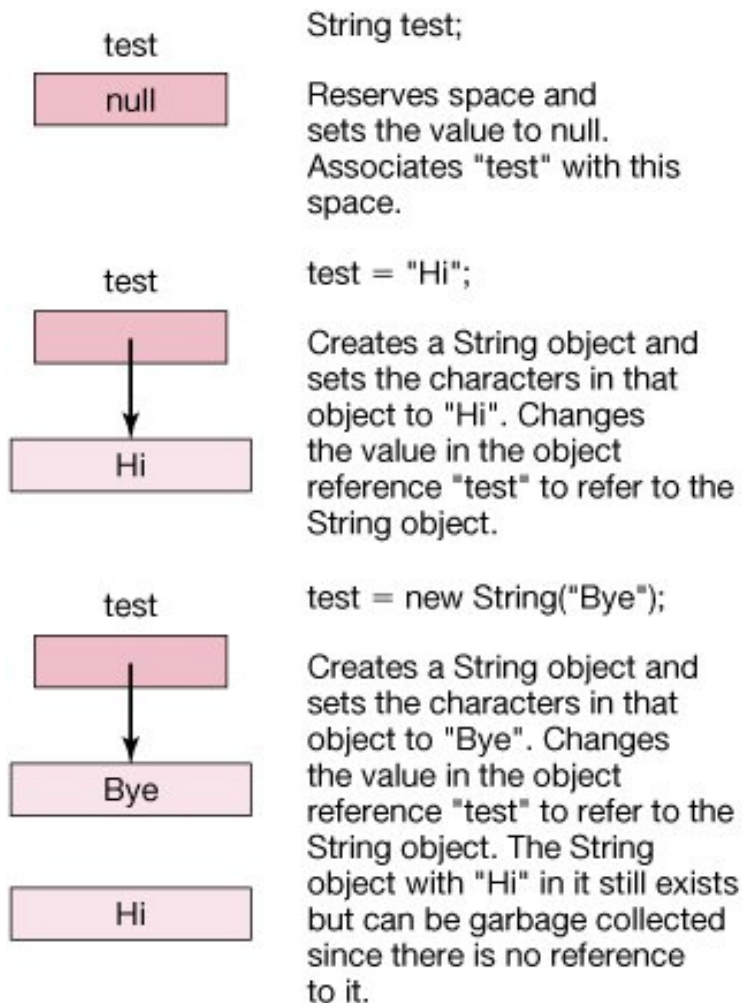 test
null
String test;
Reserves space and
sets the value to null.
Associates "test" with this
space.
test
Hi
test = "Hi";
Creates a String object and
sets the characters in that
object to "Hi". Changes
the value in the object
reference "test" to refer to the
String object.
test
Bye
Hi
test = new String("Bye");
Creates a String object and
sets the characters in that
object to "Bye". Changes
the value in the object
reference "test" to refer to the
String object. The String
object with "Hi" in it still exists
but can be garbage collected
since there is no reference
to it.